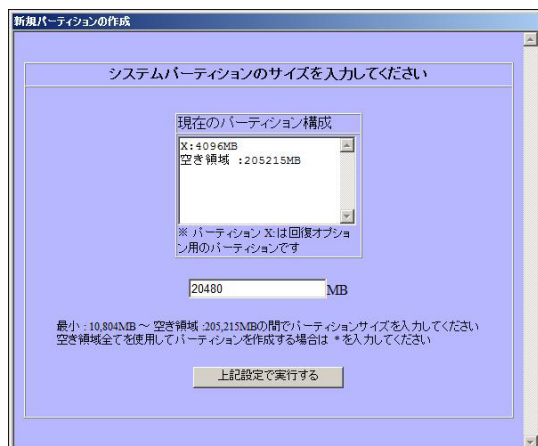 新規パーティションの作成
システムパーティションのサイズを入力してください
現在のパーティション構成
X:4096MB
空き領域 :205215MB
※ パーティション X:は回復オプショ
ン用のパーティションです
20480 MB
最小 : 10,804MB ～ 空き領域 :205,215MBの間でパーティションサイズを入力してください
空き領域全てを使用してパーティションを作成する場合は * を入力してください
上記設定で実行する